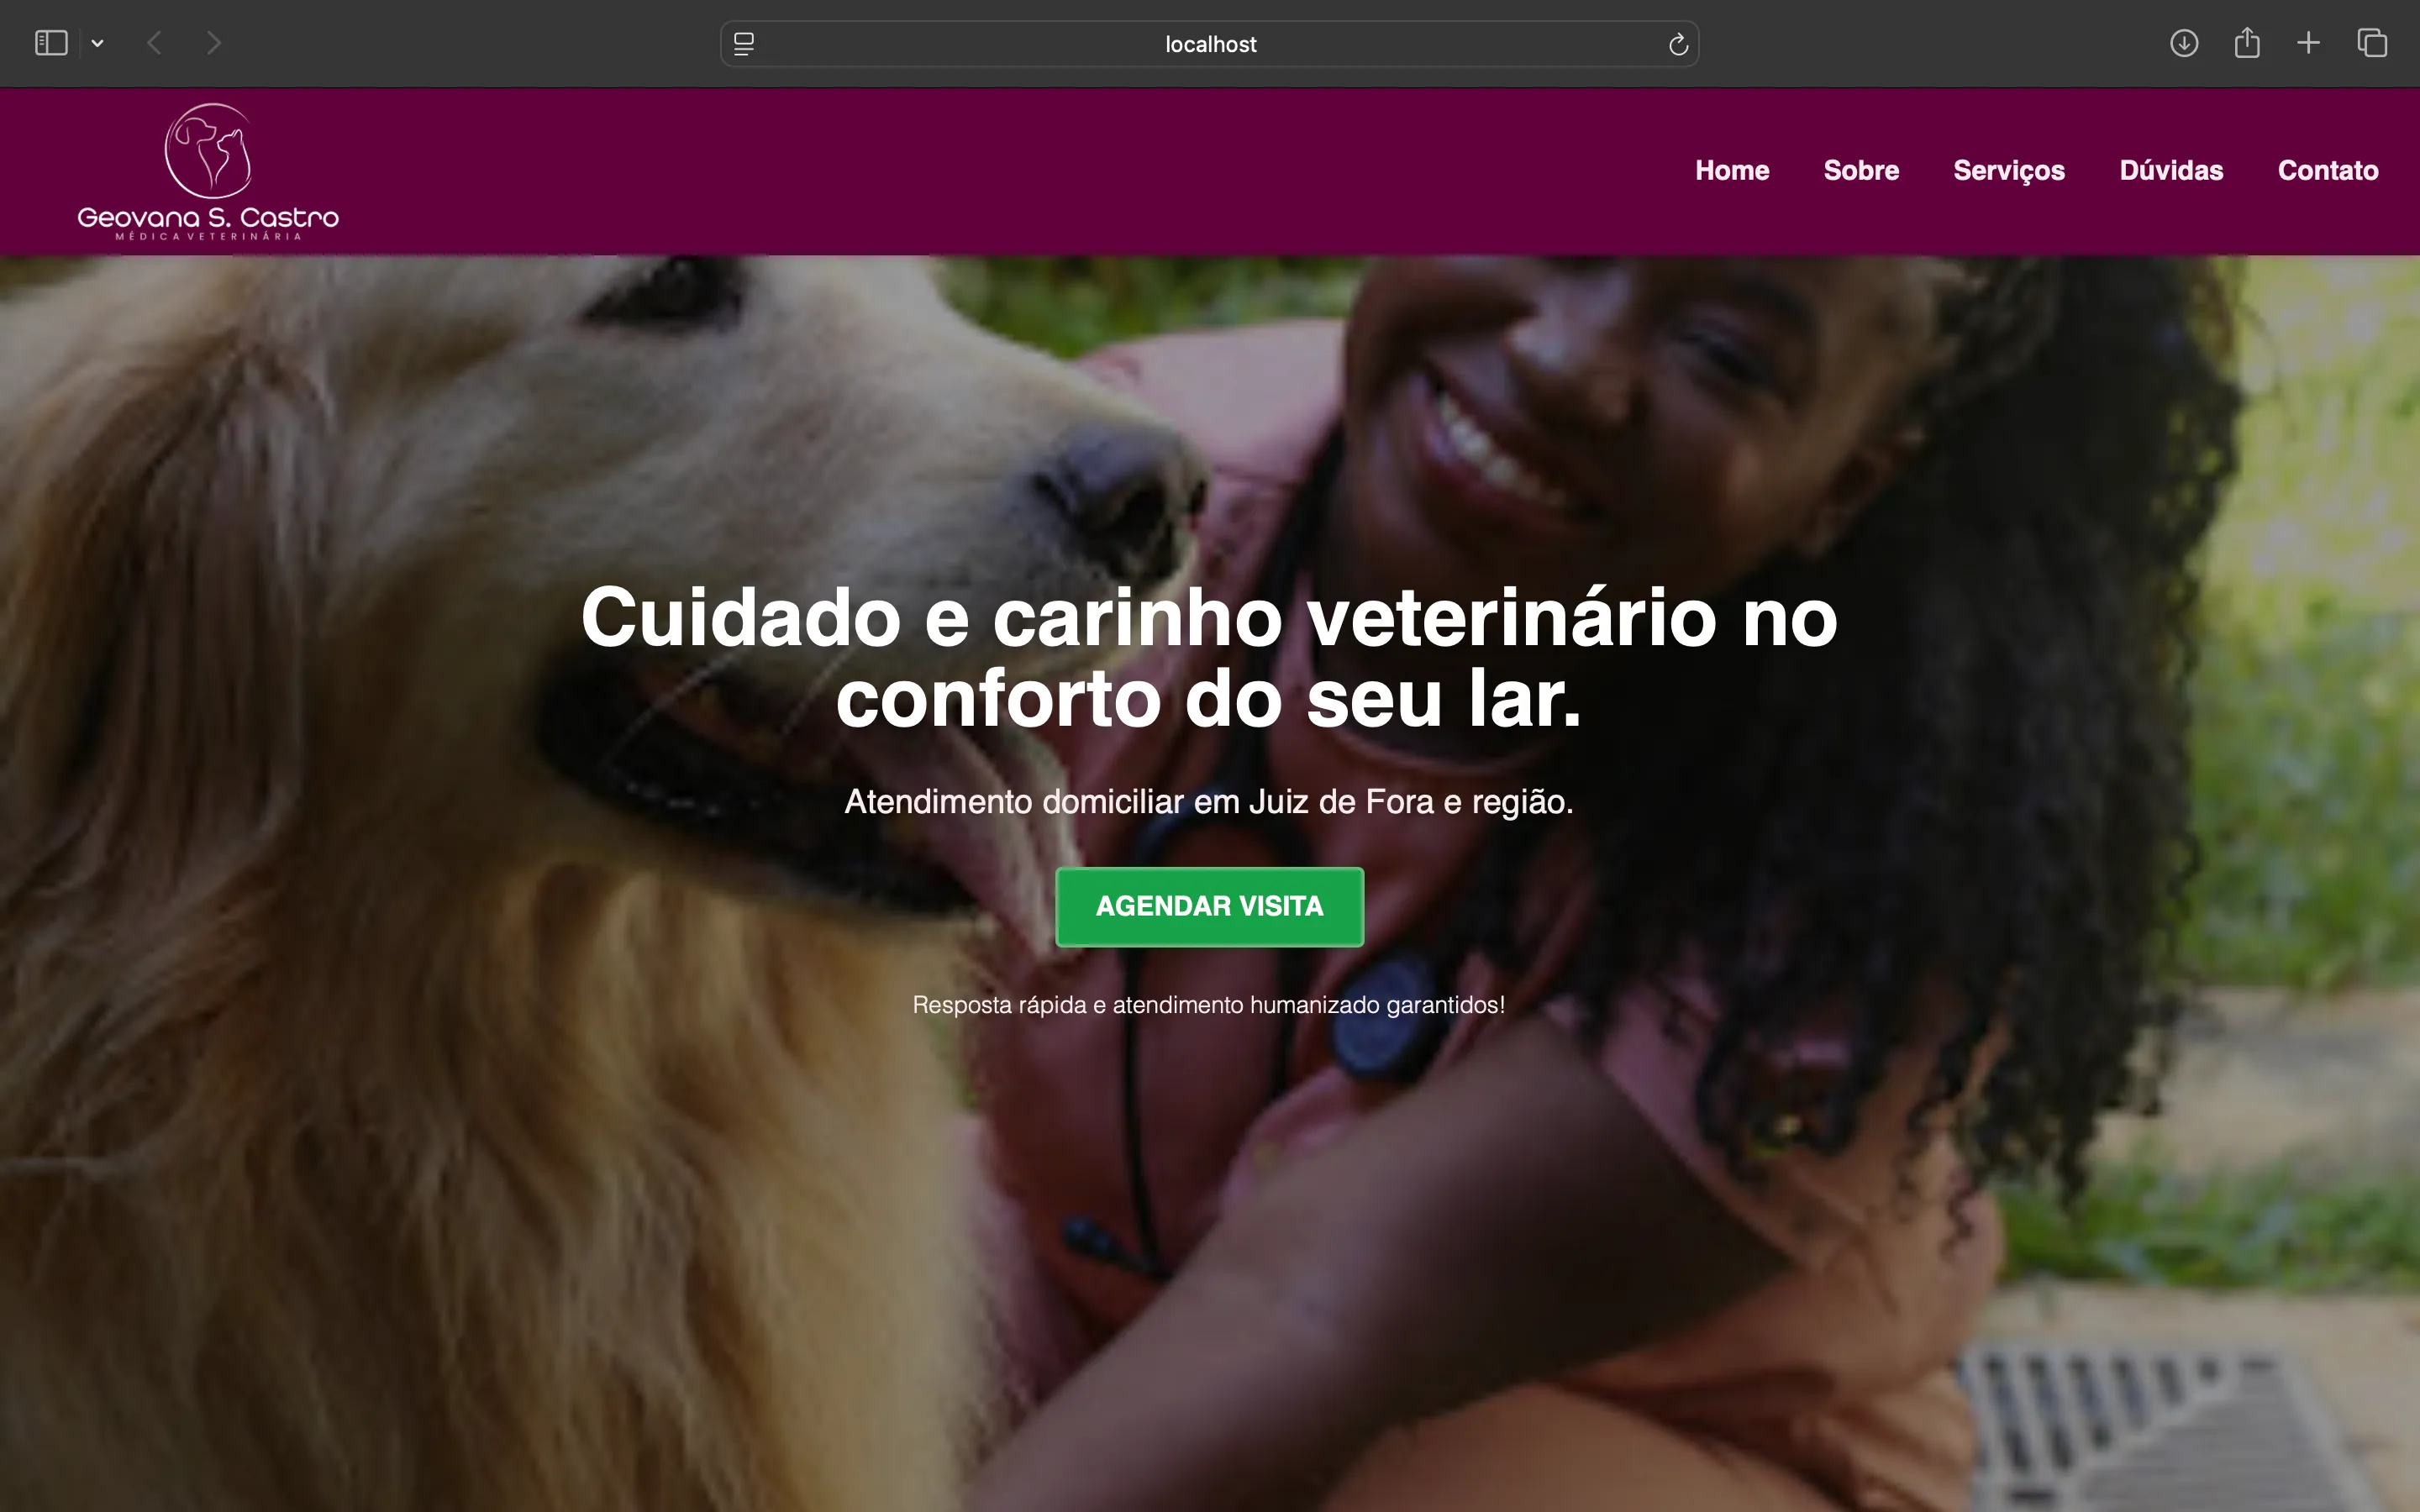 localhost
Geovana S. Castro
MÉDICA VETERINÁRIA
Home Sobre Serviços Dúvidas Contato
Cuidado e carinho veterinário no
conforto do seu lar.
Atendimento domiciliar em Juiz de Fora e região.
AGENDAR VISITA
Resposta rápida e atendimento humanizado garantidos!